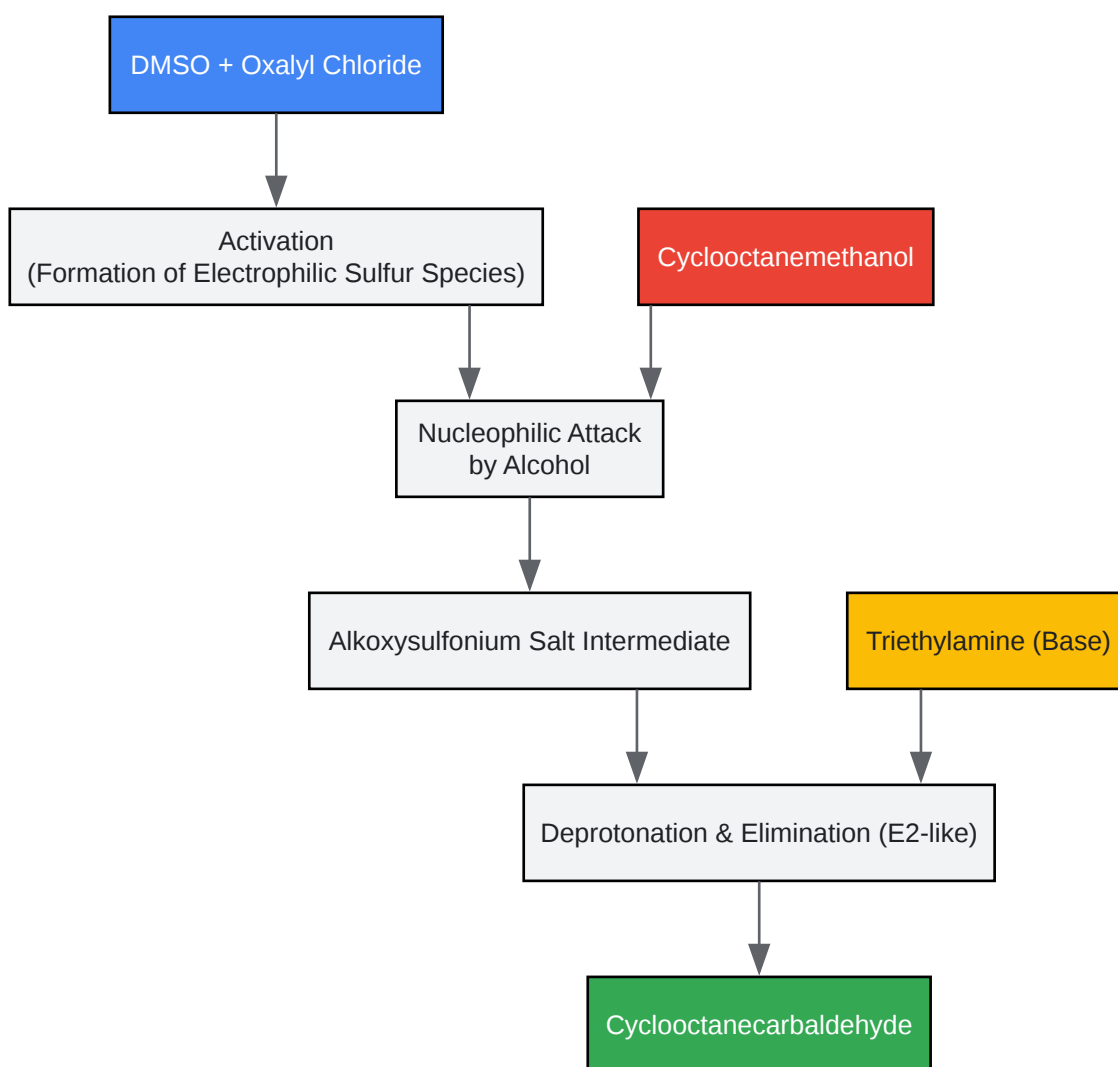 DMSO + Oxalyl Chloride
Activation
(Formation of Electrophilic Sulfur Species)
Cyclooctanemethanol
Nucleophilic Attack
by Alcohol
Alkoxysulfonium Salt Intermediate
Triethylamine (Base)
Deprotonation & Elimination (E2-like)
Cyclooctanecarbaldehyde